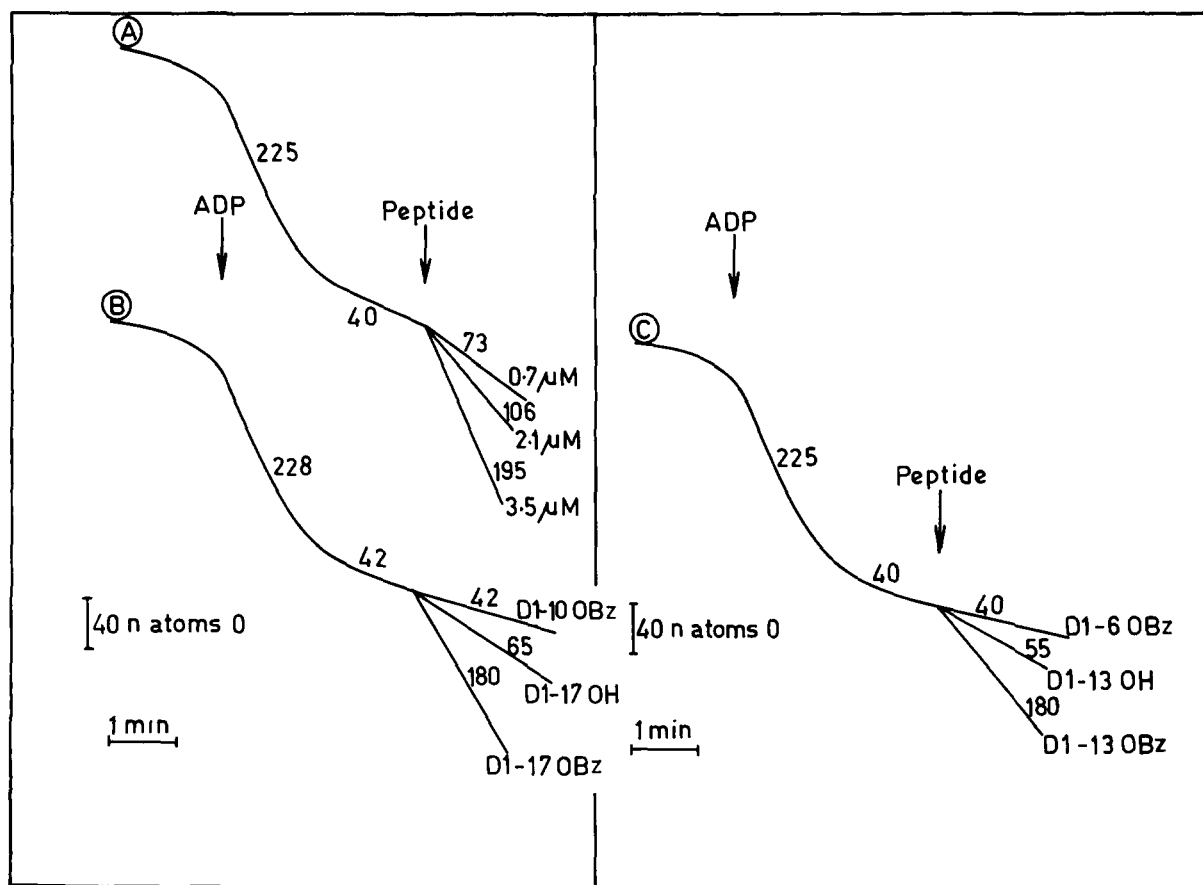 A
225
ADP
Peptide
40
73
0.7 μM
106
2.1 μM
195
3.5 μM
B
228
42
42
D1-10 OBz
65
D1-17 OH
180
D1-17 OBz
40 n atoms O
1 min
ADP
C
225
Peptide
40
40
D1-6 OBz
55
D1-13 OH
180
D1-13 OBz
40 n atoms O
1 min